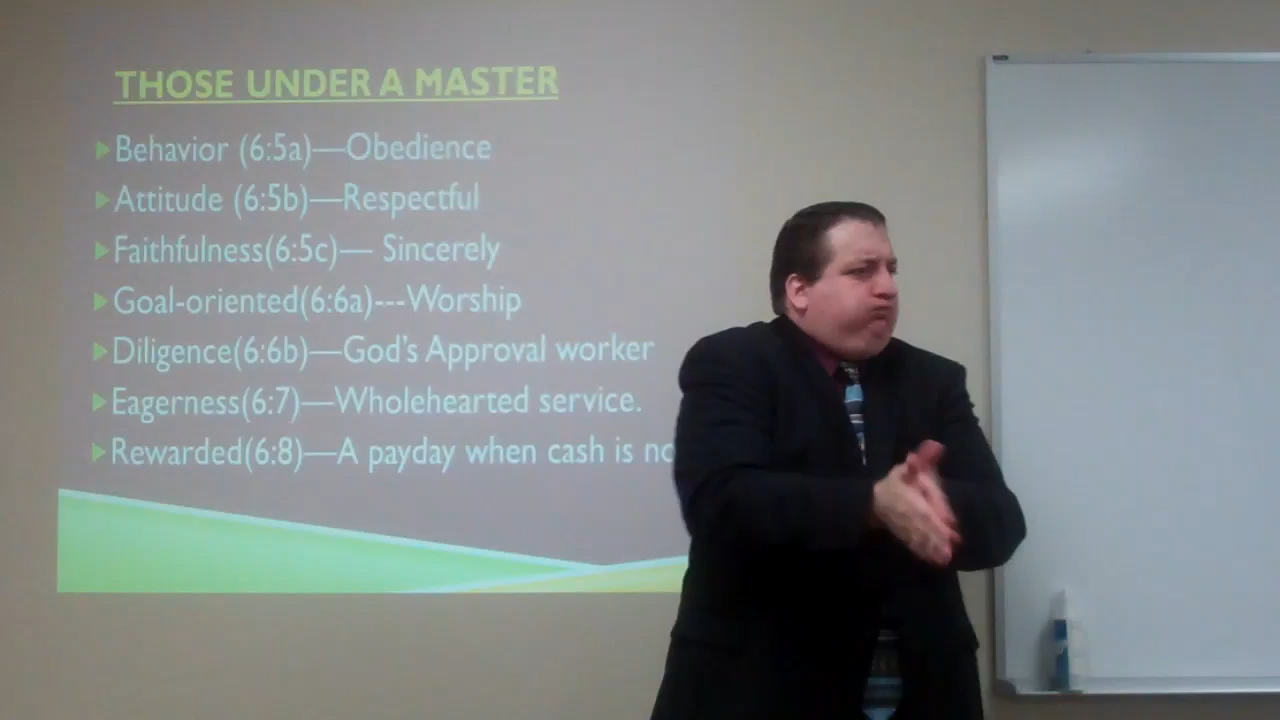 THOSE UNDER A MASTER
Behavior (6:5a)—Obedience
Attitude (6:5b)—Respectful
Faithfulness(6:5c)— Sincerely
Goal-oriented(6:6a)---Worship
Diligence(6:6b)—God's Approval worker
Eagerness(6:7)—Wholehearted service.
Rewarded(6:8)—A payday when cash is no